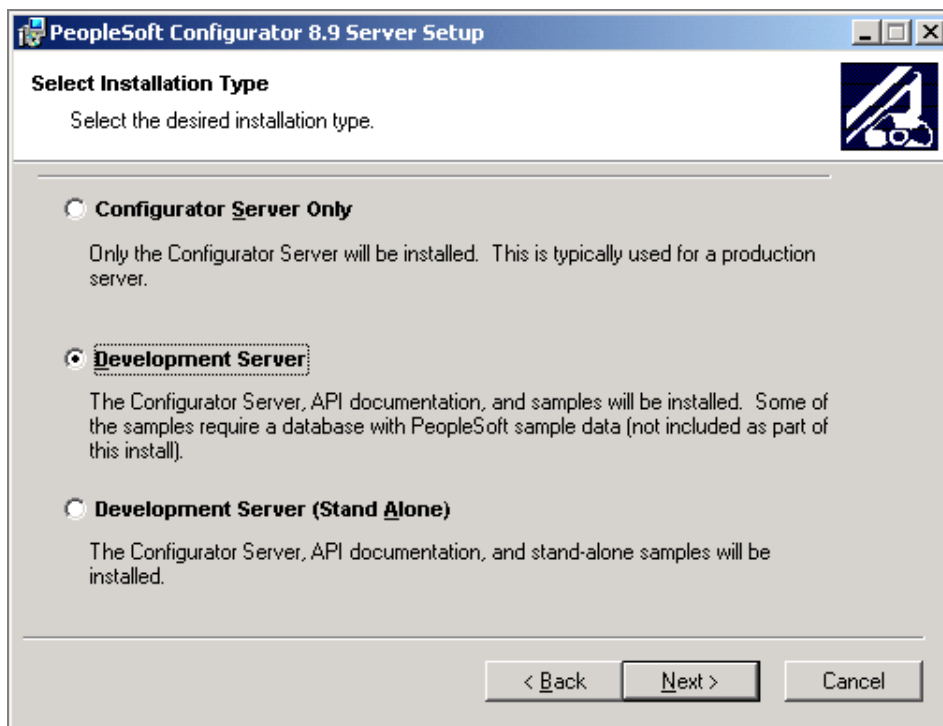 PeopleSoft Configurator 8.9 Server Setup
Select Installation Type
Select the desired installation type.
Configurator Server Only
Only the Configurator Server will be installed.  This is typically used for a production
server.
Development Server
The Configurator Server, API documentation, and samples will be installed.  Some of
the samples require a database with PeopleSoft sample data (not included as part of
this install).
Development Server (Stand Alone)
The Configurator Server, API documentation, and stand-alone samples will be
installed.
< Back
Next >
Cancel